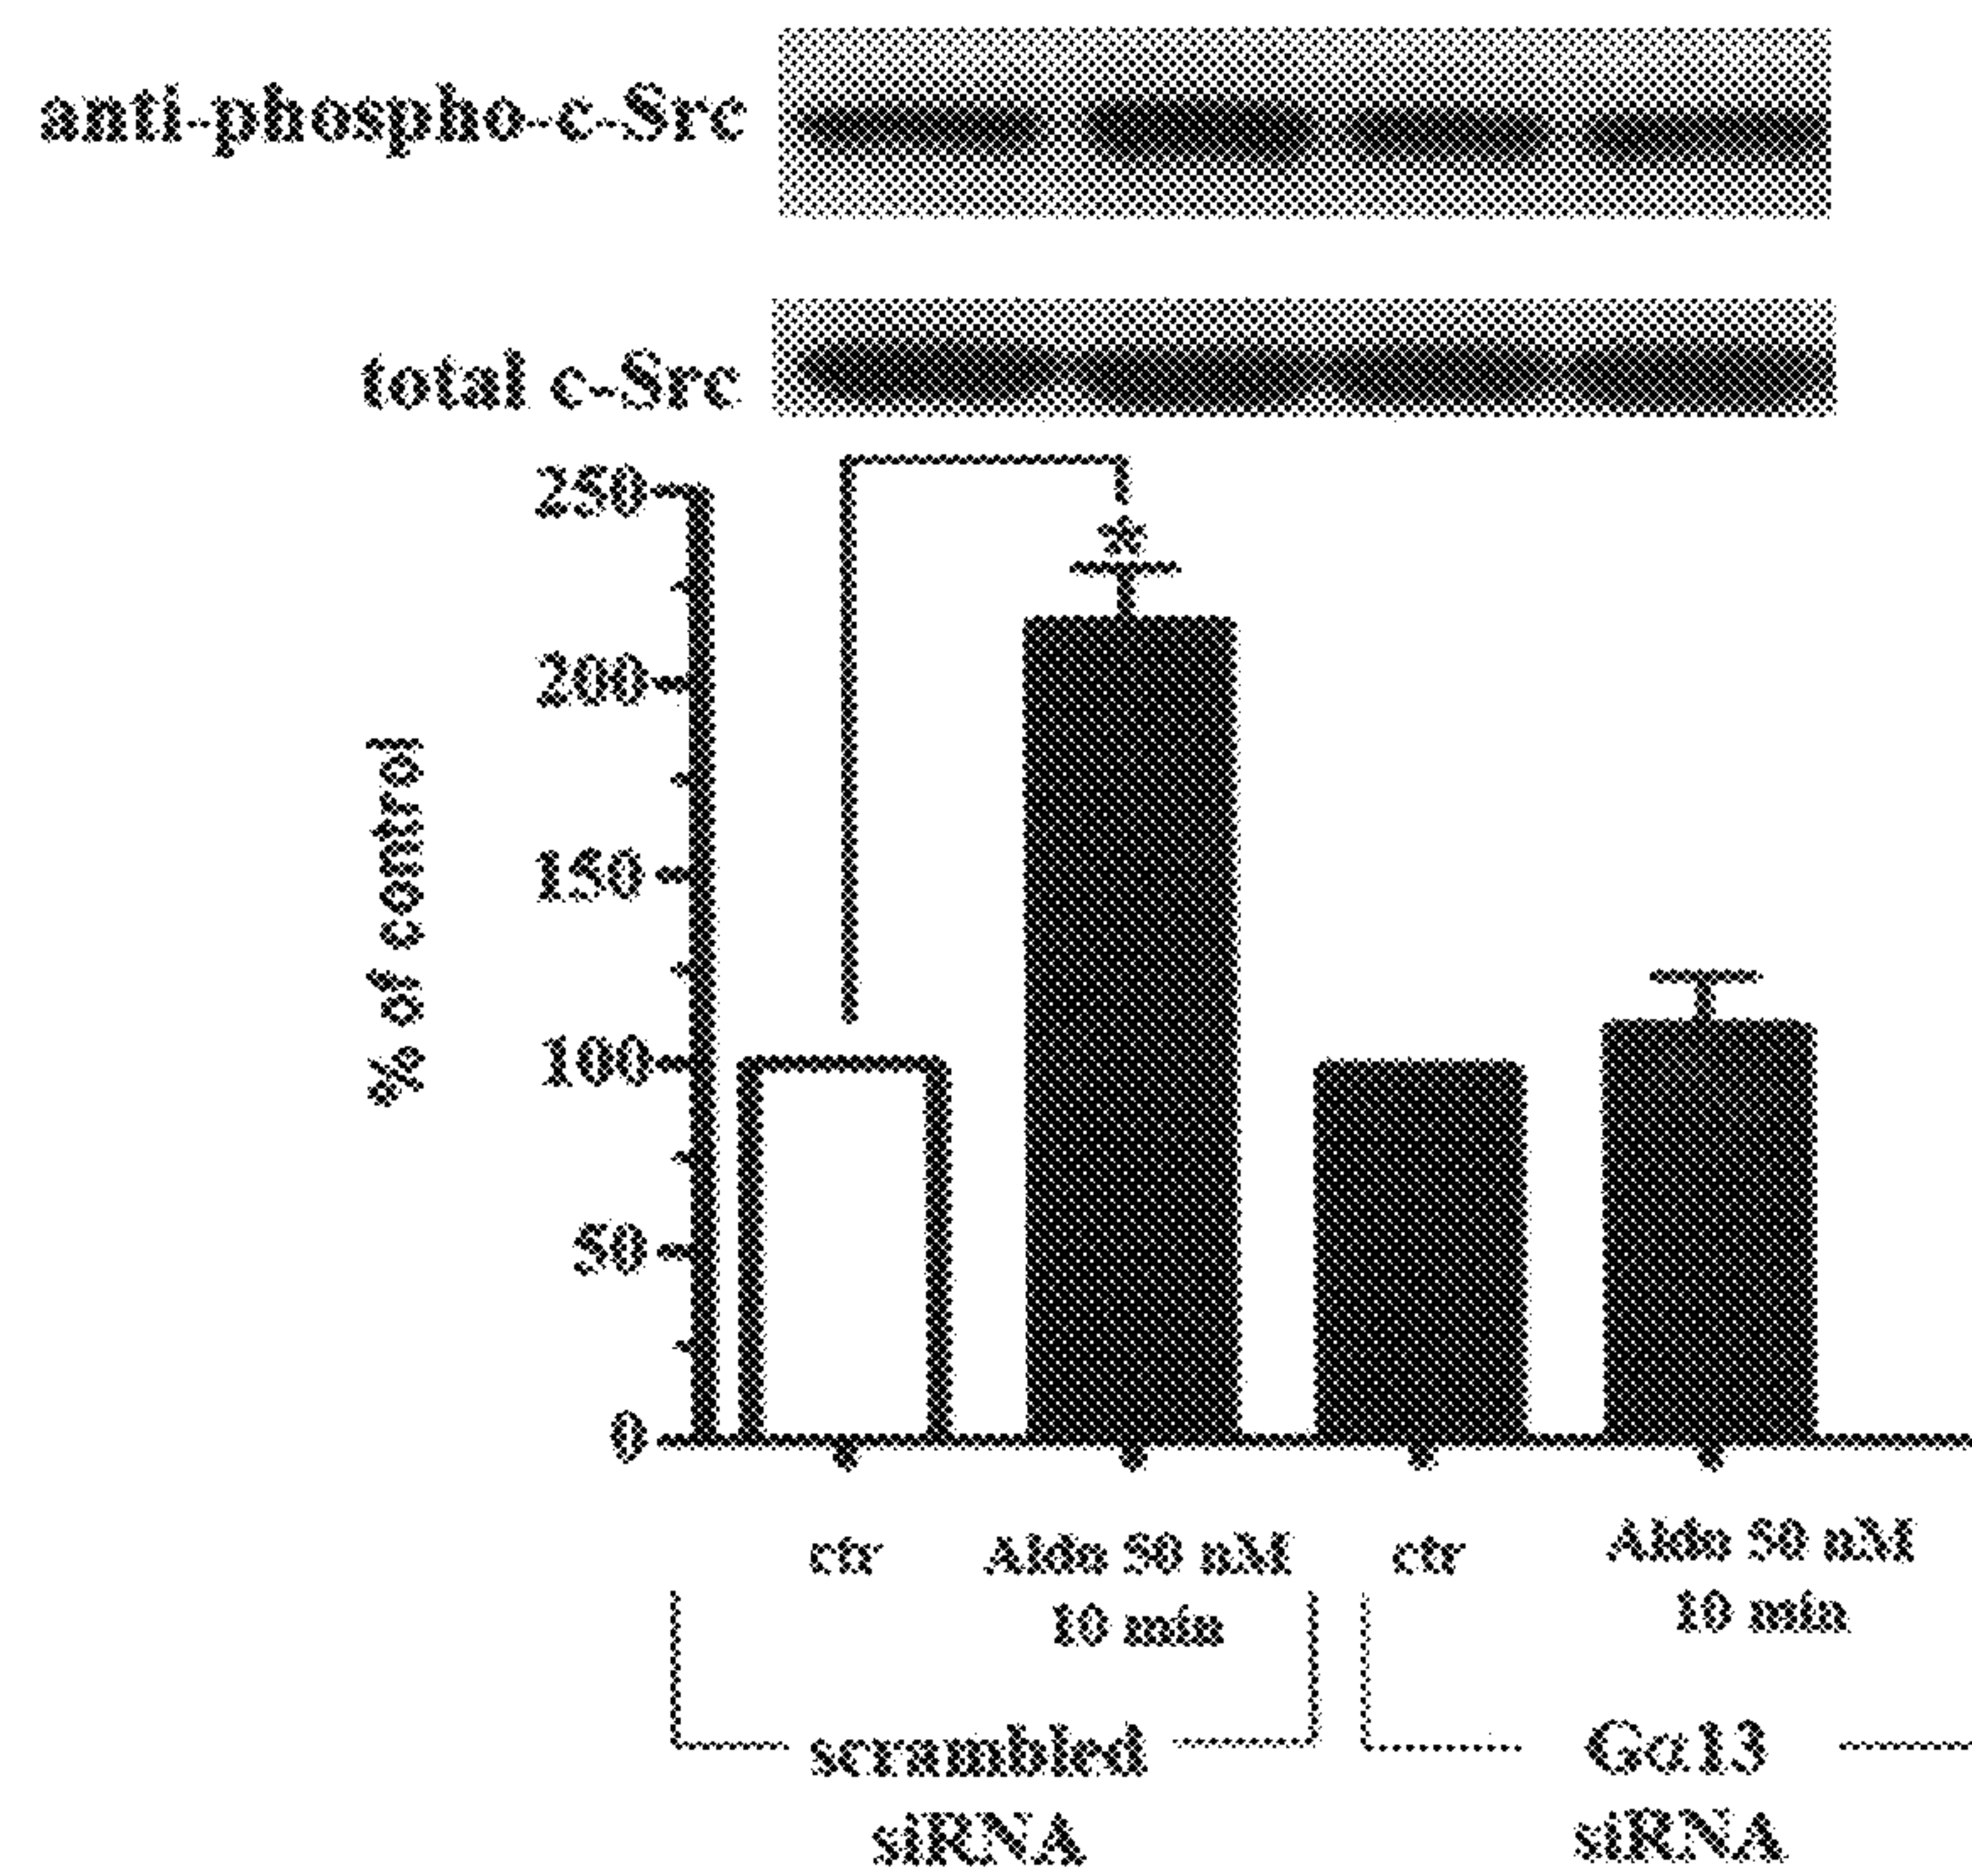 anti-phospho-c-Src
total c-Src
250
200
150
100
50
0
% of control
*
ctr
Aldo 50 nM
10 min
ctr
Aldo 50 nM
10 min
scrambled
siRNA
Gα13
siRNA